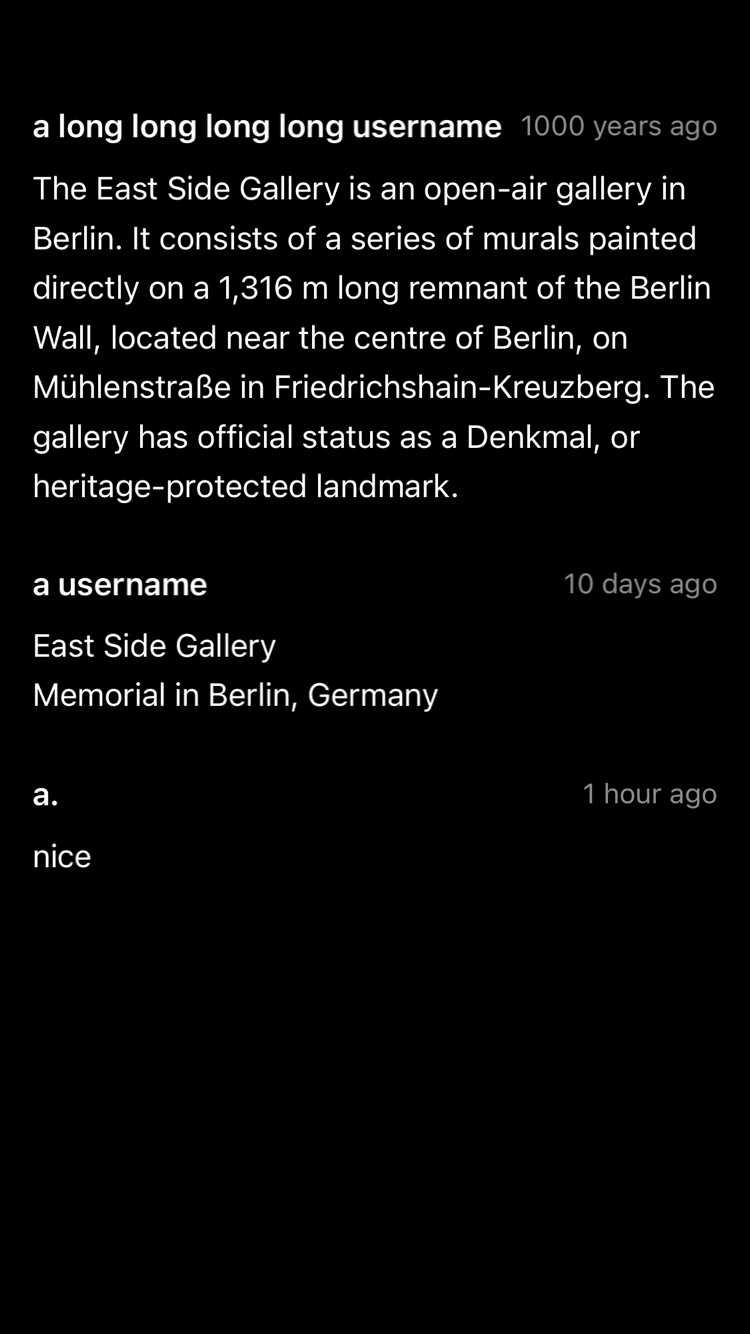 a long long long long username 1000 years ago
The East Side Gallery is an open-air gallery in
Berlin. It consists of a series of murals painted
directly on a 1,316 m long remnant of the Berlin
Wall, located near the centre of Berlin, on
Mühlenstraße in Friedrichshain-Kreuzberg. The
gallery has official status as a Denkmal, or
heritage-protected landmark.
a username 10 days ago
East Side Gallery
Memorial in Berlin, Germany
a. 1 hour ago
nice